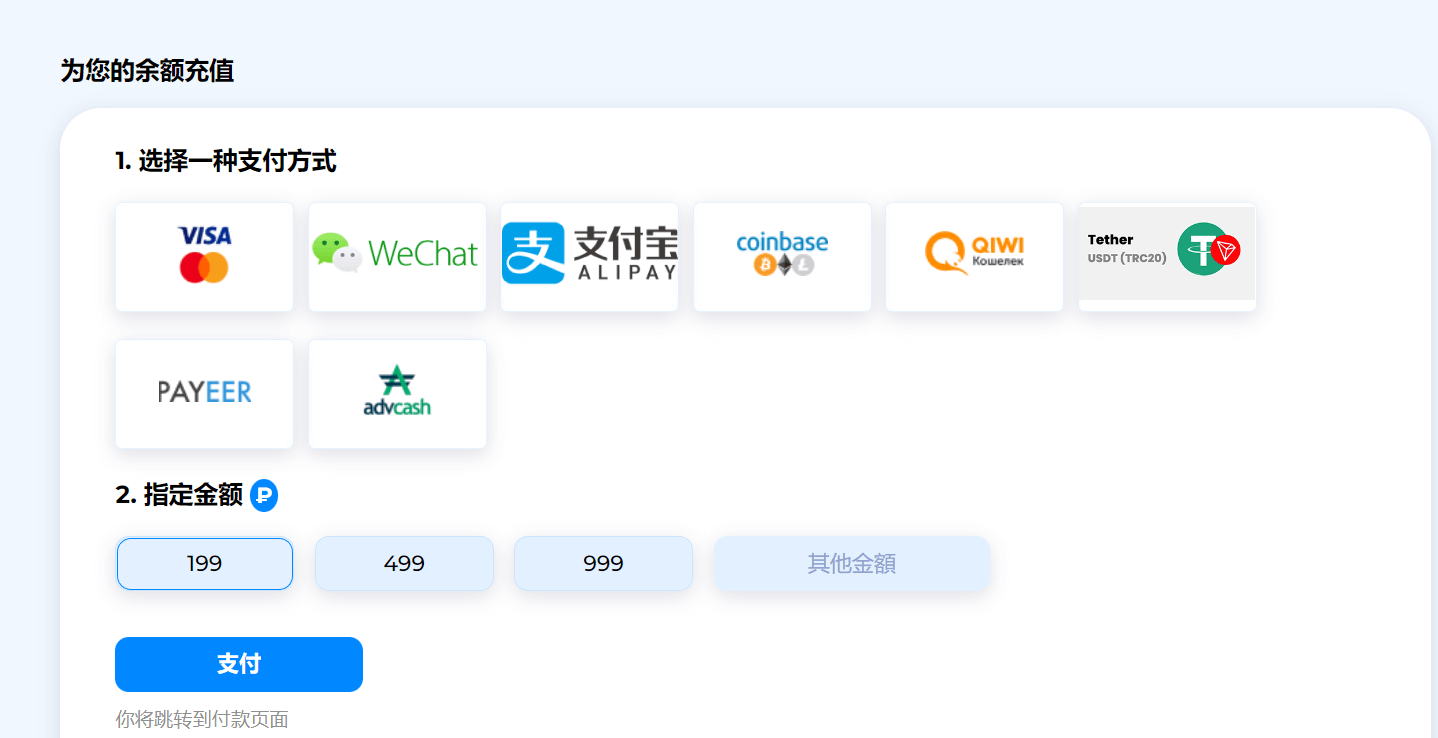 为您的余额充值
1. 选择一种支付方式
VISA
WeChat
支付宝
ALIPAY
coinbase
QIWI
Кошелек
Tether
USDT (TRC20)
PAYEER
advcash
2. 指定金额 ₽
199
499
999
其他金額
支付
你将跳转到付款页面